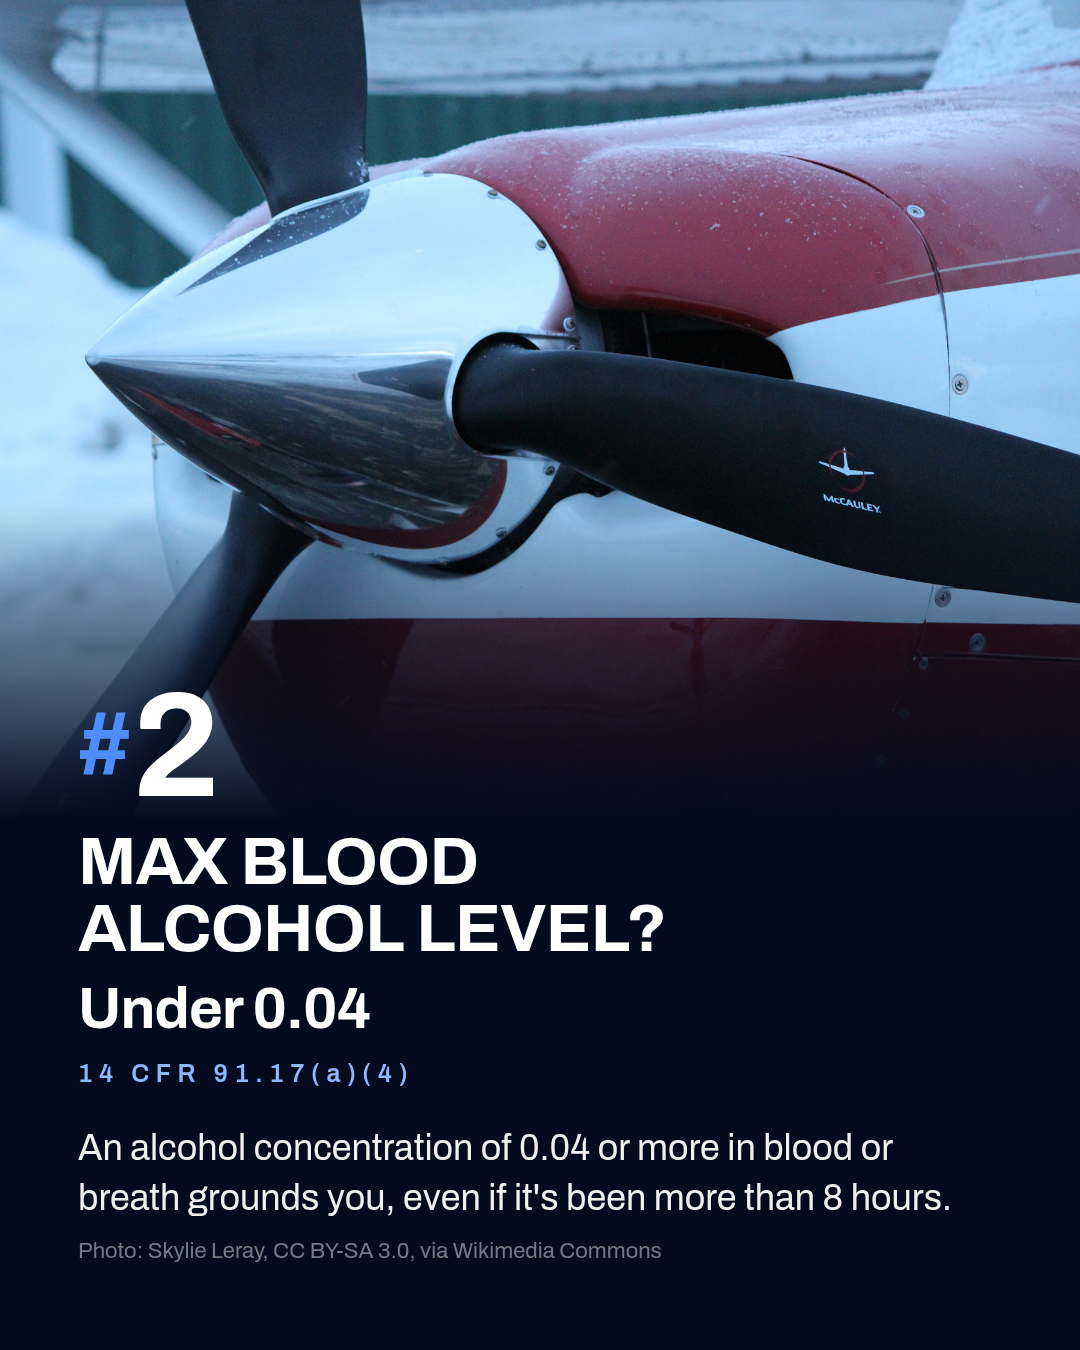 McCAULEY
#2
MAX BLOOD
ALCOHOL LEVEL?
Under 0.04
14 CFR 91.17(a)(4)
An alcohol concentration of 0.04 or more in blood or
breath grounds you, even if it's been more than 8 hours.
Photo: Skylie Leray, CC BY-SA 3.0, via Wikimedia Commons